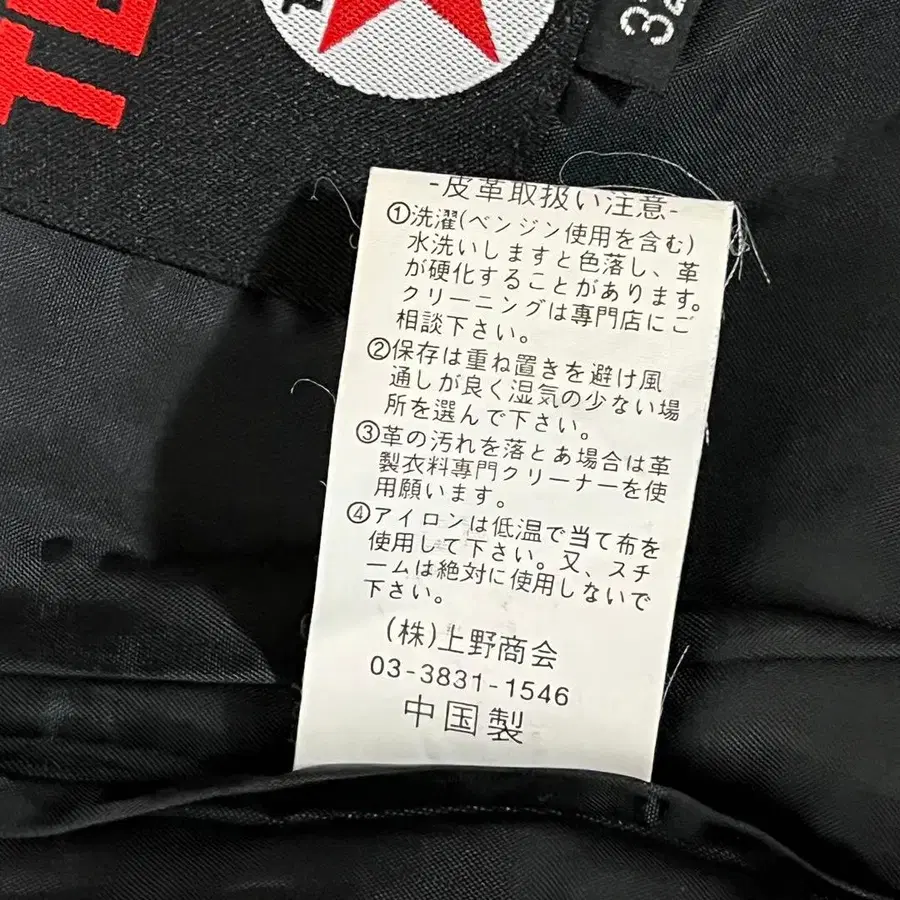 TE
32
-皮革取扱い注意-
①洗濯(ベンジン使用を含む)
水洗いしますと色落し、革
が硬化することがあります。
クリーニングは專門店にご
相談下さい。
②保存は重ね置きを避け風
通しが良く湿気の少ない場
所を選んで下さい。
③革の汚れを落とあ場合は革
製衣料專門クリーナーを使
用願います。
④アイロンは低温で当て布を
使用して下さい。又、スチ
ームは絶対に使用しないで
下さい。
(株)上野商会
03-3831-1546
中国製